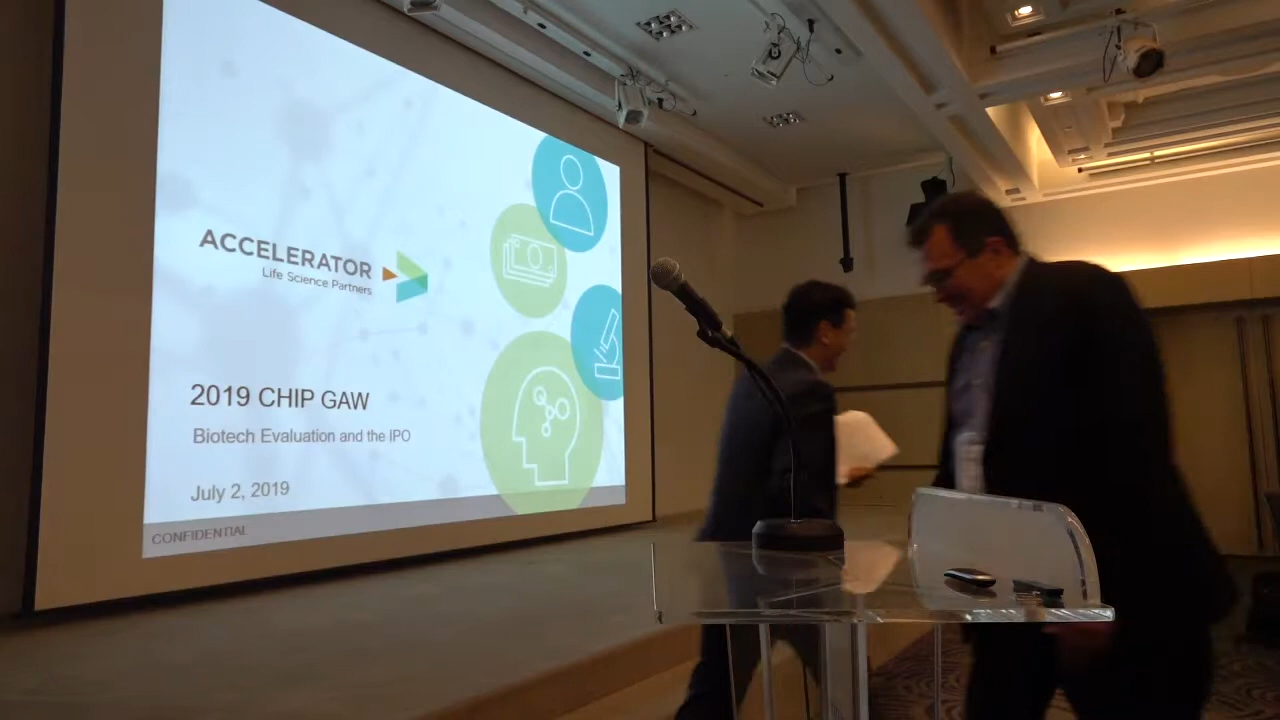 ACCELERATOR
Life Science Partners
2019 CHIP GAW
Biotech Evaluation and the IPO
July 2, 2019
CONFIDENTIAL